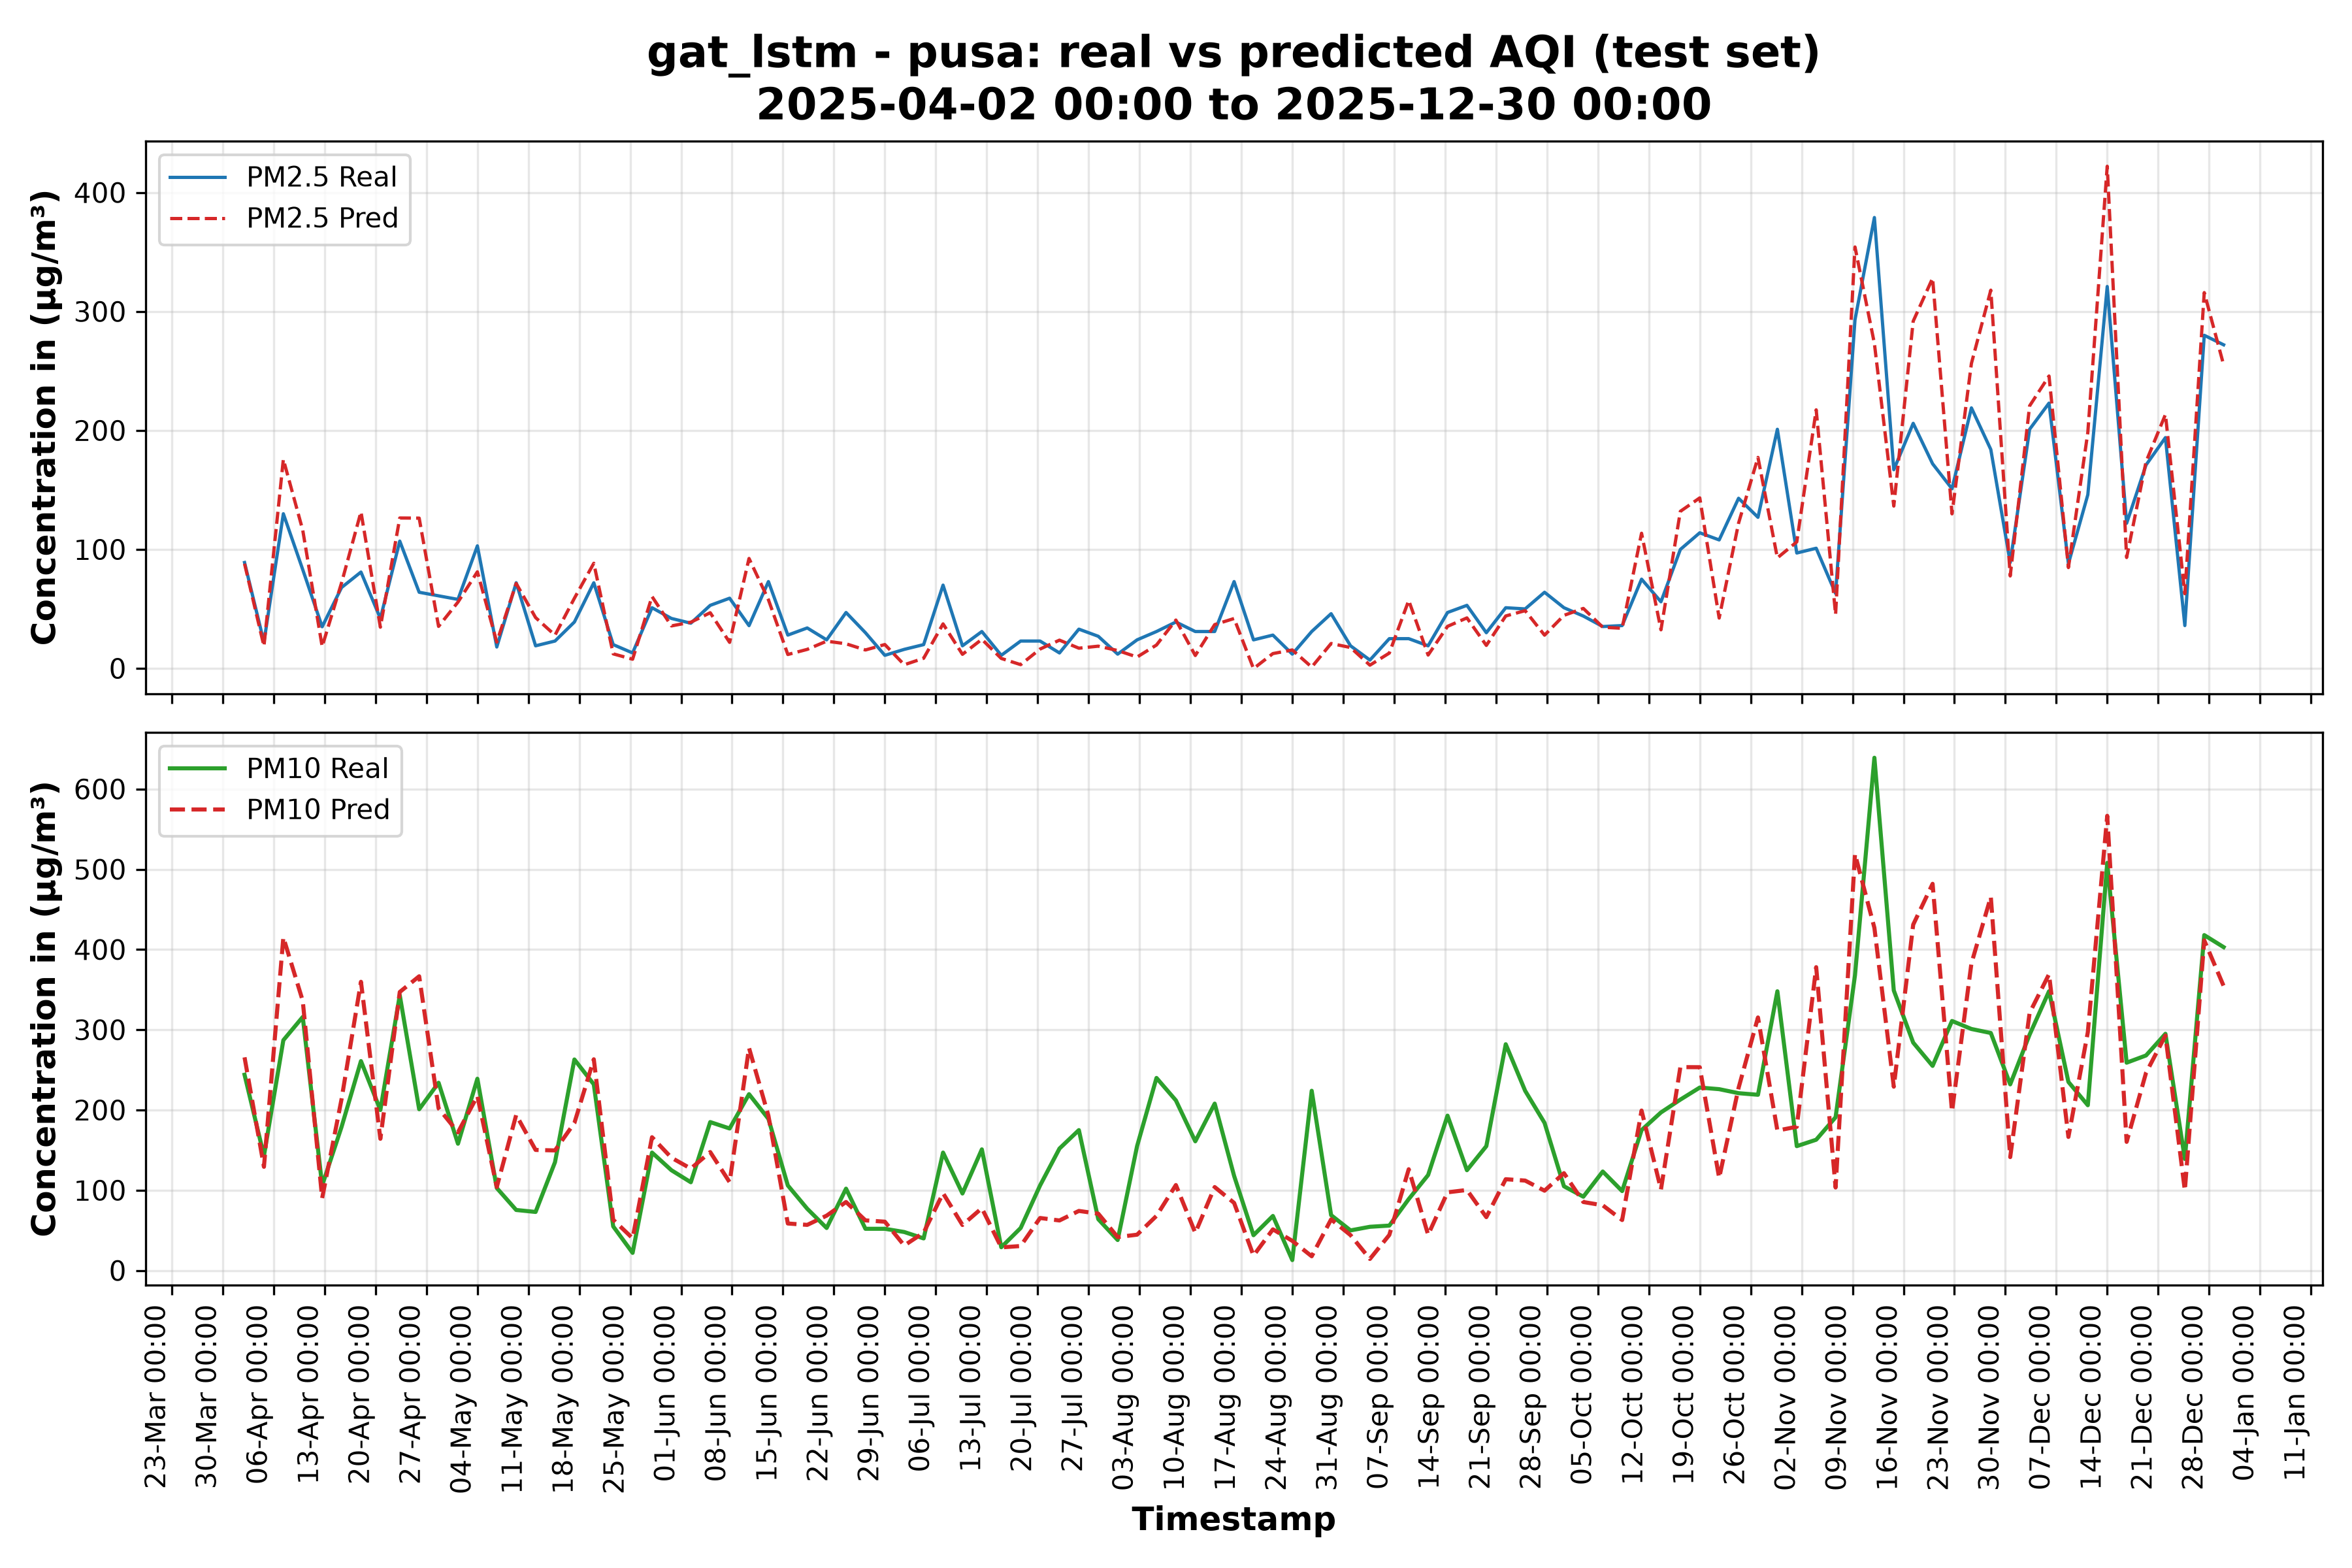 gat_lstm - pusa: real vs predicted AQI (test set)
2025-04-02 00:00 to 2025-12-30 00:00
Concentration in (µg/m³)
400
300
200
100
0
PM2.5 Real
PM2.5 Pred
Concentration in (µg/m³)
600
500
400
300
200
100
0
PM10 Real
PM10 Pred
23-Mar 00:00
30-Mar 00:00
06-Apr 00:00
13-Apr 00:00
20-Apr 00:00
27-Apr 00:00
04-May 00:00
11-May 00:00
18-May 00:00
25-May 00:00
01-Jun 00:00
08-Jun 00:00
15-Jun 00:00
22-Jun 00:00
29-Jun 00:00
06-Jul 00:00
13-Jul 00:00
20-Jul 00:00
27-Jul 00:00
03-Aug 00:00
10-Aug 00:00
17-Aug 00:00
24-Aug 00:00
31-Aug 00:00
07-Sep 00:00
14-Sep 00:00
21-Sep 00:00
28-Sep 00:00
05-Oct 00:00
12-Oct 00:00
19-Oct 00:00
26-Oct 00:00
02-Nov 00:00
09-Nov 00:00
16-Nov 00:00
23-Nov 00:00
30-Nov 00:00
07-Dec 00:00
14-Dec 00:00
21-Dec 00:00
28-Dec 00:00
04-Jan 00:00
11-Jan 00:00
Timestamp